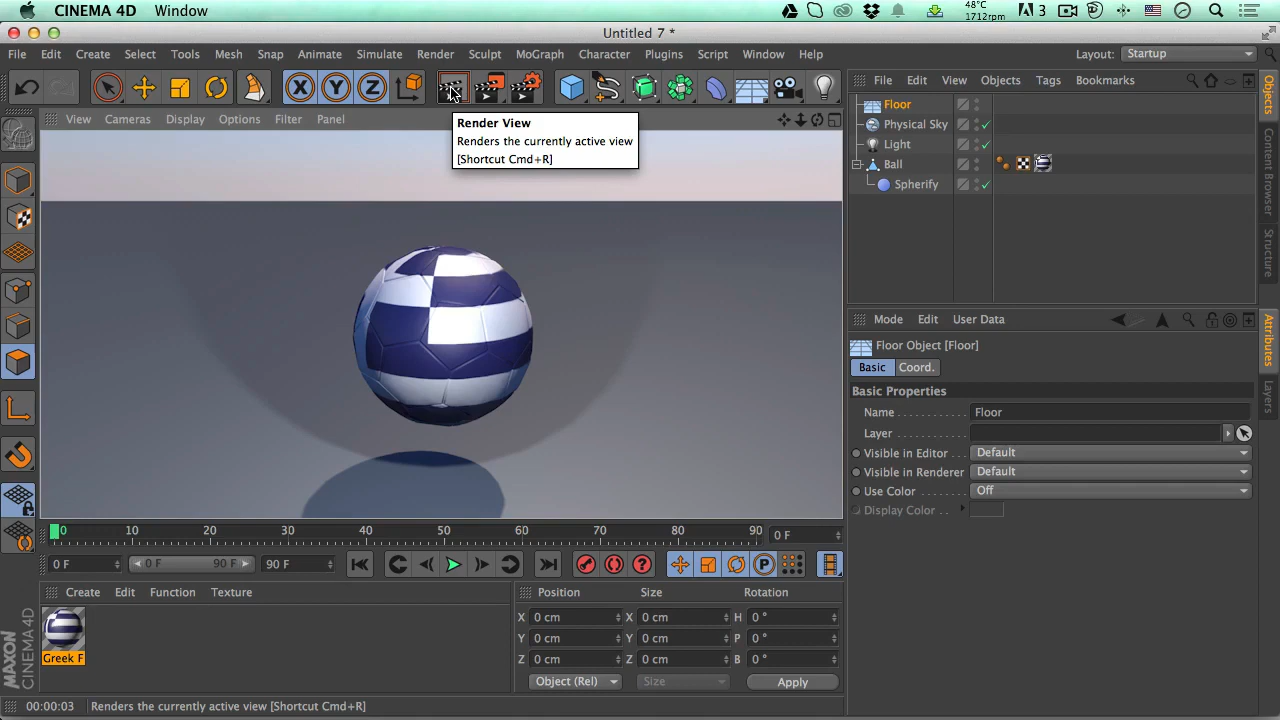 CINEMA 4D Window
48°C
1712rpm
3
Untitled 7 *
File Edit Create Select Tools Mesh Snap Animate Simulate Render Sculpt MoGraph Character Plugins Script Window Help
Layout: Startup
X Y Z
File Edit View Objects Tags Bookmarks
View Cameras Display Options Filter Panel
Render View
Renders the currently active view
[Shortcut Cmd+R]
Floor
Physical Sky
Light
Ball
Spherify
Objects
Content Browser
Structure
Mode Edit User Data
Floor Object [Floor]
Basic Coord.
Basic Properties
Name Floor
Layer
Visible in Editor Default
Visible in Renderer Default
Use Color Off
Display Color
Attributes
Layers
0 10 20 30 40 50 60 70 80 90 0 F
0 F 0 F 90 F 90 F
P
Create Edit Function Texture
Greek F
Position Size Rotation
X 0 cm X 0 cm H 0 °
Y 0 cm Y 0 cm P 0 °
Z 0 cm Z 0 cm B 0 °
Object (Rel) Size Apply
MAXON
CINEMA 4D
00:00:03 Renders the currently active view [Shortcut Cmd+R]